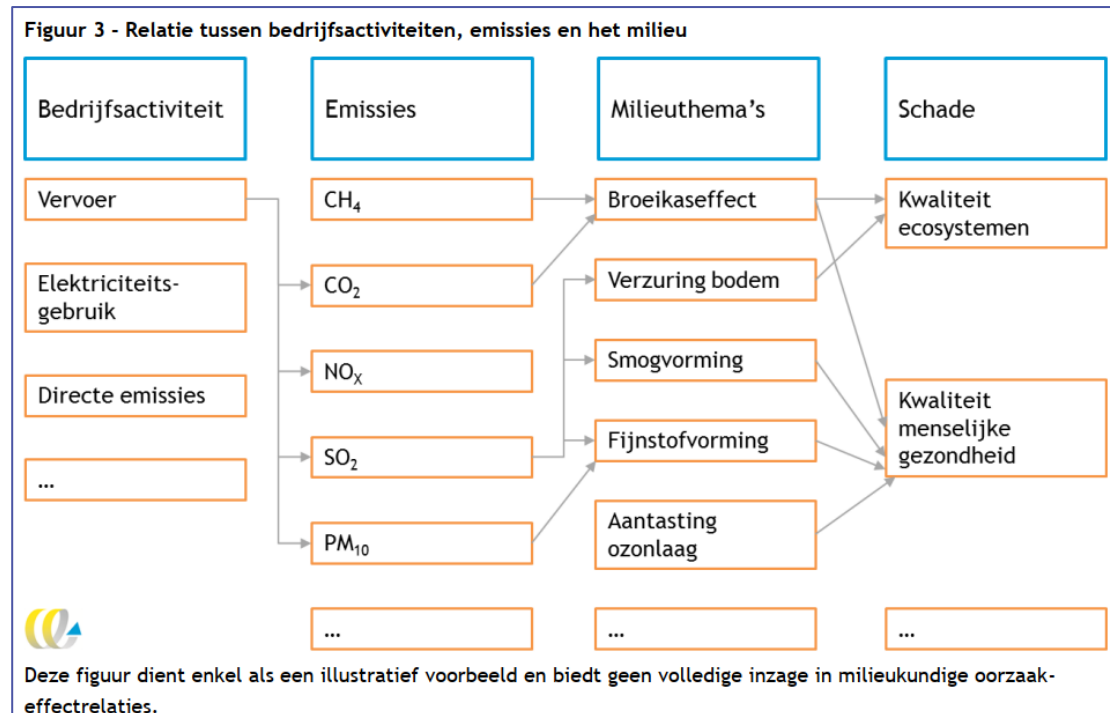 Figuur 3 - Relatie tussen bedrijfsactiviteiten, emissies en het milieu
Bedrijfsactiviteit
Emissies
Milieuthema's
Schade
Vervoer
CH₄
Broeikaseffect
Kwaliteit
ecosystemen
Elektriciteits-
gebruik
CO₂
Verzuring bodem
Directe emissies
NOₓ
Smogvorming
Kwaliteit
menselijke
gezondheid
...
SO₂
Fijnstofvorming
PM₁₀
Aantasting
ozonlaag
...
...
...
Deze figuur dient enkel als een illustratief voorbeeld en biedt geen volledige inzage in milieukundige oorzaak-
effectrelaties.